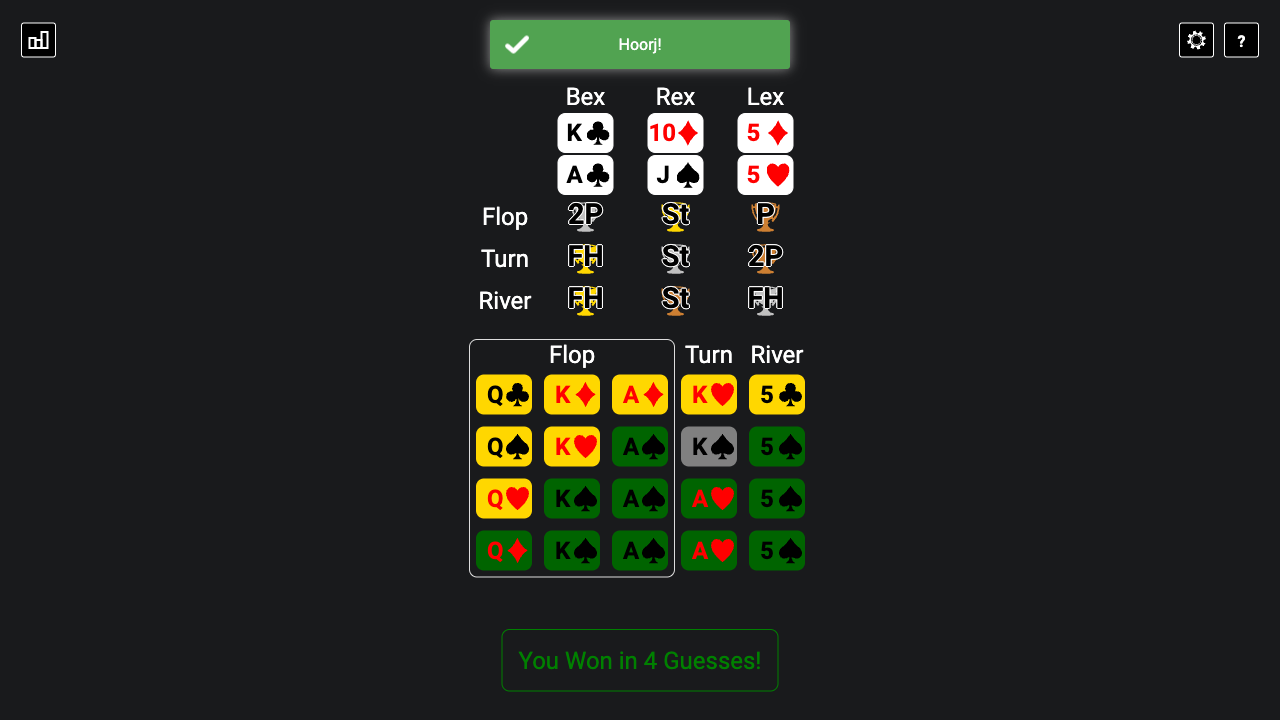 Hoorj!
?
Bex Rex Lex
K♣ 10♦ 5♦
A♣ J♠ 5♥
Flop 2P St P
Turn FH St 2P
River FH St FH
Flop Turn River
Q♣ K♦ A♦ K♥ 5♣
Q♠ K♥ A♠ K♠ 5♠
Q♥ K♠ A♠ A♥ 5♠
Q♦ K♠ A♠ A♥ 5♠
You Won in 4 Guesses!